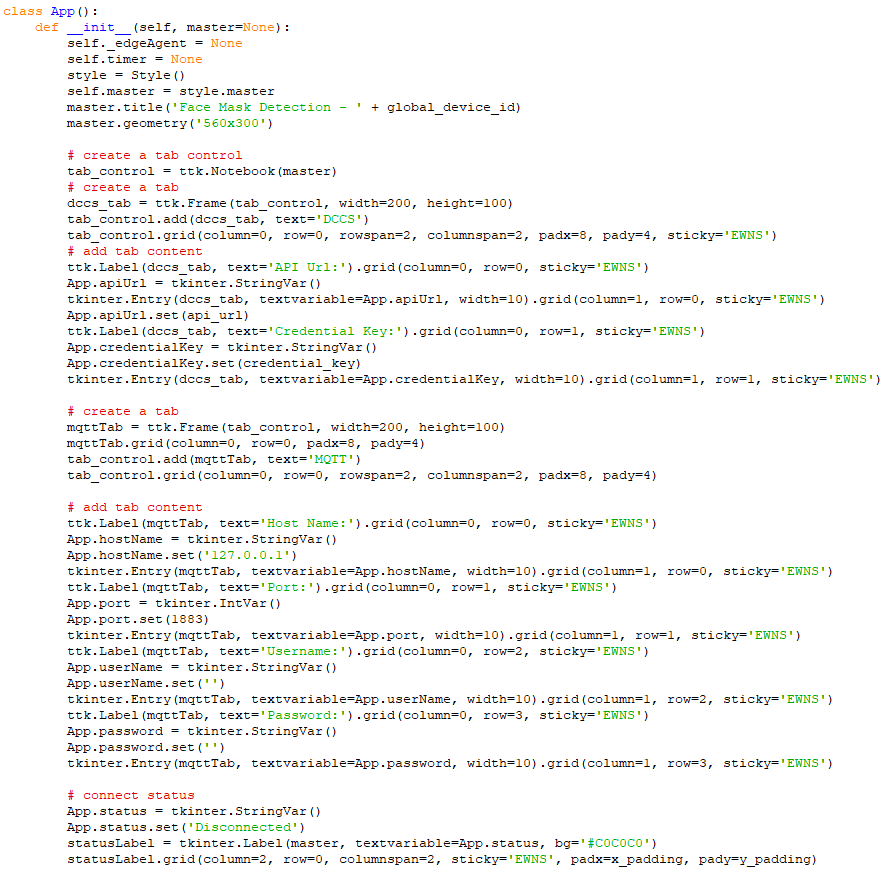 class App():
    def __init__(self, master=None):
        self._edgeAgent = None
        self.timer = None
        style = Style()
        self.master = style.master
        master.title('Face Mask Detection - ' + global_device_id)
        master.geometry('560x300')

        # create a tab control
        tab_control = ttk.Notebook(master)
        # create a tab
        dccs_tab = ttk.Frame(tab_control, width=200, height=100)
        tab_control.add(dccs_tab, text='DCCS')
        tab_control.grid(column=0, row=0, rowspan=2, columnspan=2, padx=8, pady=4, sticky='EWNS')
        # add tab content
        ttk.Label(dccs_tab, text='API Url:').grid(column=0, row=0, sticky='EWNS')
        App.apiUrl = tkinter.StringVar()
        tkinter.Entry(dccs_tab, textvariable=App.apiUrl, width=10).grid(column=1, row=0, sticky='EWNS')
        App.apiUrl.set(api_url)
        ttk.Label(dccs_tab, text='Credential Key:').grid(column=0, row=1, sticky='EWNS')
        App.credentialKey = tkinter.StringVar()
        App.credentialKey.set(credential_key)
        tkinter.Entry(dccs_tab, textvariable=App.credentialKey, width=10).grid(column=1, row=1, sticky='EWNS')

        # create a tab
        mqttTab = ttk.Frame(tab_control, width=200, height=100)
        mqttTab.grid(column=0, row=0, padx=8, pady=4)
        tab_control.add(mqttTab, text='MQTT')
        tab_control.grid(column=0, row=0, rowspan=2, columnspan=2, padx=8, pady=4)

        # add tab content
        ttk.Label(mqttTab, text='Host Name:').grid(column=0, row=0, sticky='EWNS')
        App.hostName = tkinter.StringVar()
        App.hostName.set('127.0.0.1')
        tkinter.Entry(mqttTab, textvariable=App.hostName, width=10).grid(column=1, row=0, sticky='EWNS')
        ttk.Label(mqttTab, text='Port:').grid(column=0, row=1, sticky='EWNS')
        App.port = tkinter.IntVar()
        App.port.set(1883)
        tkinter.Entry(mqttTab, textvariable=App.port, width=10).grid(column=1, row=1, sticky='EWNS')
        ttk.Label(mqttTab, text='Username:').grid(column=0, row=2, sticky='EWNS')
        App.userName = tkinter.StringVar()
        App.userName.set('')
        tkinter.Entry(mqttTab, textvariable=App.userName, width=10).grid(column=1, row=2, sticky='EWNS')
        ttk.Label(mqttTab, text='Password:').grid(column=0, row=3, sticky='EWNS')
        App.password = tkinter.StringVar()
        App.password.set('')
        tkinter.Entry(mqttTab, textvariable=App.password, width=10).grid(column=1, row=3, sticky='EWNS')

        # connect status
        App.status = tkinter.StringVar()
        App.status.set('Disconnected')
        statusLabel = tkinter.Label(master, textvariable=App.status, bg='#C0C0C0')
        statusLabel.grid(column=2, row=0, columnspan=2, sticky='EWNS', padx=x_padding, pady=y_padding)